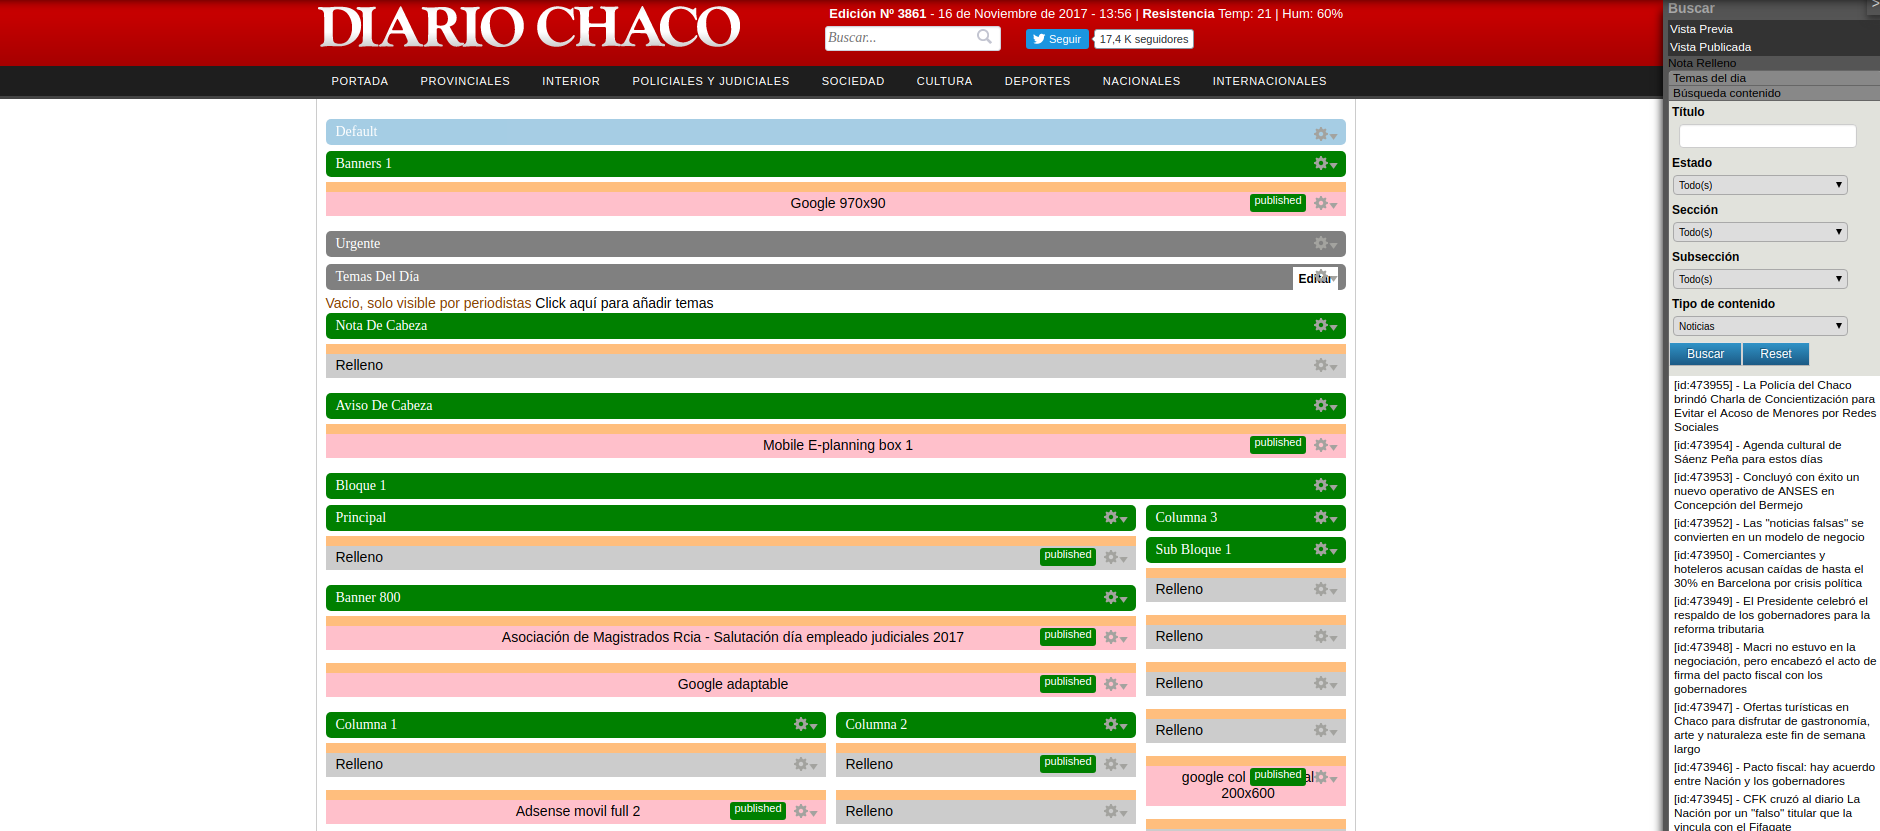 DIARIO CHACO
Edición Nº 3861 - 16 de Noviembre de 2017 - 13:56 | Resistencia Temp: 21 | Hum: 60%
Buscar...
Seguir
17,4 K seguidores
PORTADA PROVINCIALES INTERIOR POLICIALES Y JUDICIALES SOCIEDAD CULTURA DEPORTES NACIONALES INTERNACIONALES
Default
Banners 1
Google 970x90
published
Urgente
Temas Del Día
Editar
Vacio, solo visible por periodistas Click aquí para añadir temas
Nota De Cabeza
Relleno
Aviso De Cabeza
Mobile E-planning box 1
published
Bloque 1
Principal
Relleno
published
Banner 800
Asociación de Magistrados Rcia - Salutación día empleado judiciales 2017
published
Google adaptable
published
Columna 1
Relleno
Adsense movil full 2
published
Columna 2
Relleno
published
Relleno
Columna 3
Sub Bloque 1
Relleno
Relleno
Relleno
Relleno
google col
published
200x600
Buscar
>
Vista Previa
Vista Publicada
Nota Relleno
Temas del dia
Búsqueda contenido
Título
Estado
Todo(s)
Sección
Todo(s)
Subsección
Todo(s)
Tipo de contenido
Noticias
Buscar
Reset
[id:473955] - La Policía del Chaco
brindó Charla de Concientización para
Evitar el Acoso de Menores por Redes
Sociales
[id:473954] - Agenda cultural de
Sáenz Peña para estos días
[id:473953] - Concluyó con éxito un
nuevo operativo de ANSES en
Concepción del Bermejo
[id:473952] - Las "noticias falsas" se
convierten en un modelo de negocio
[id:473950] - Comerciantes y
hoteleros acusan caídas de hasta el
30% en Barcelona por crisis política
[id:473949] - El Presidente celebró el
respaldo de los gobernadores para la
reforma tributaria
[id:473948] - Macri no estuvo en la
negociación, pero encabezó el acto de
firma del pacto fiscal con los
gobernadores
[id:473947] - Ofertas turísticas en
Chaco para disfrutar de gastronomía,
arte y naturaleza este fin de semana
largo
[id:473946] - Pacto fiscal: hay acuerdo
entre Nación y los gobernadores
[id:473945] - CFK cruzó al diario La
Nación por un "falso" titular que la
vincula con el Fifagate